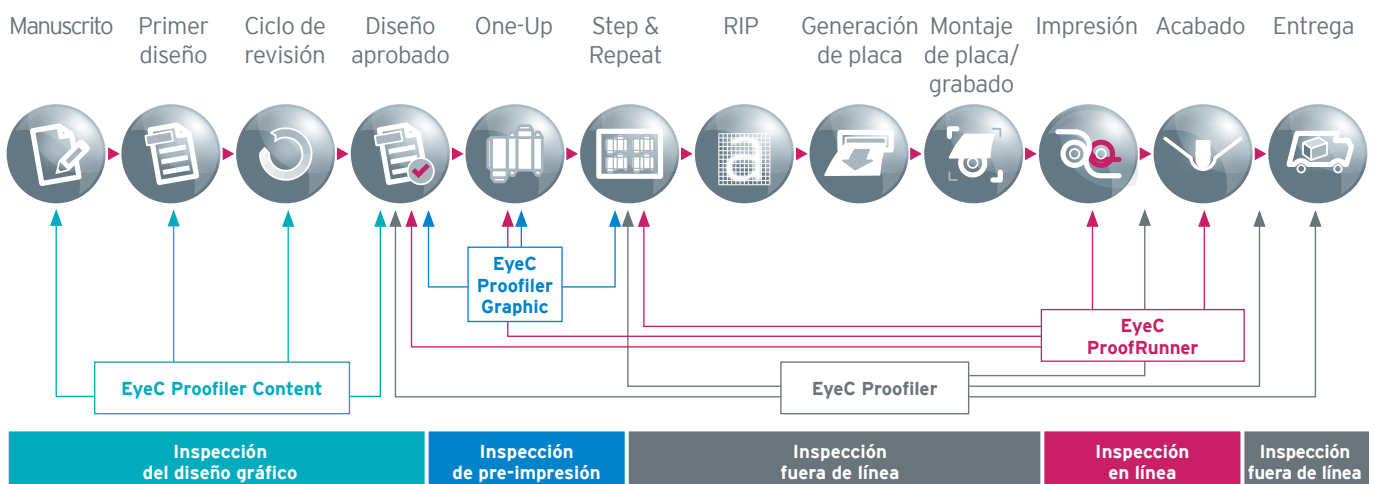 Manuscrito
Primer
diseño
Ciclo de
revisión
Diseño
aprobado
One-Up
Step &
Repeat
RIP
Generación
de placa
Montaje
de placa/
grabado
Impresión
Acabado
Entrega
a
EyeC
Proofiler
Graphic
EyeC
ProofRunner
EyeC Proofiler Content
EyeC Proofiler
Inspección
del diseño gráfico
Inspección
de pre-impresión
Inspección
fuera de línea
Inspección
en línea
Inspección
fuera de línea